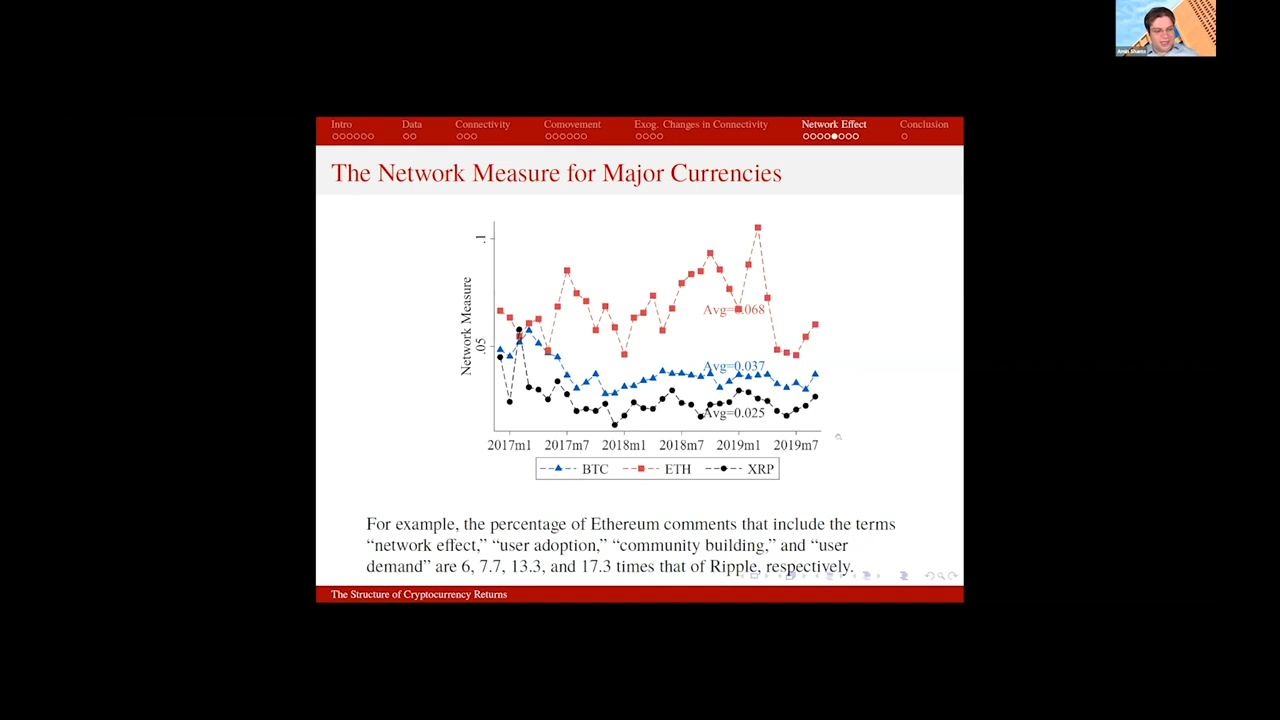 Amin Shams
Intro Data Connectivity Comovement Exog. Changes in Connectivity Network Effect Conclusion
The Network Measure for Major Currencies
.1
.05
Network Measure
Avg=0.068
Avg=0.037
Avg=0.025
2017m1 2017m7 2018m1 2018m7 2019m1 2019m7
BTC ETH XRP
For example, the percentage of Ethereum comments that include the terms
“network effect,” “user adoption,” “community building,” and “user
demand” are 6, 7.7, 13.3, and 17.3 times that of Ripple, respectively.
The Structure of Cryptocurrency Returns